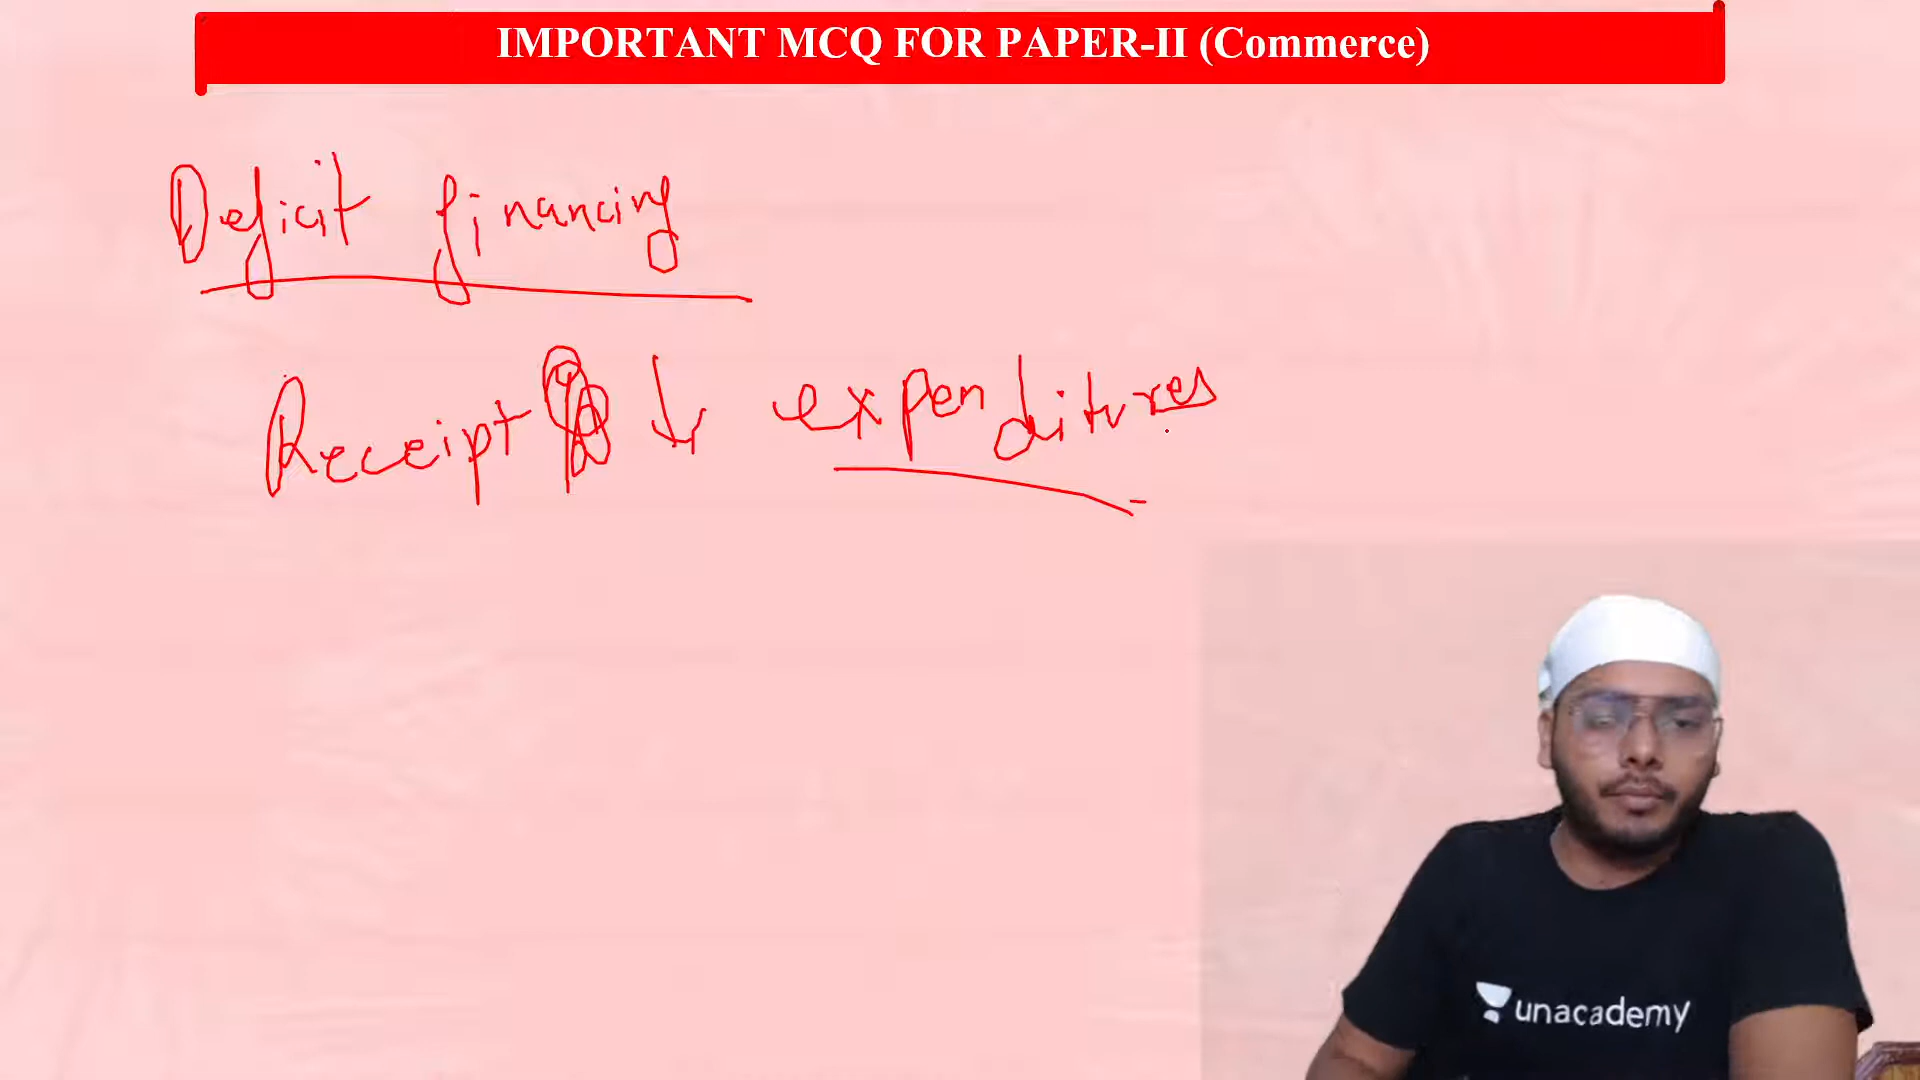 IMPORTANT MCQ FOR PAPER-II (Commerce)
Deficit financing
Receipt ↓ expenditures
unacademy